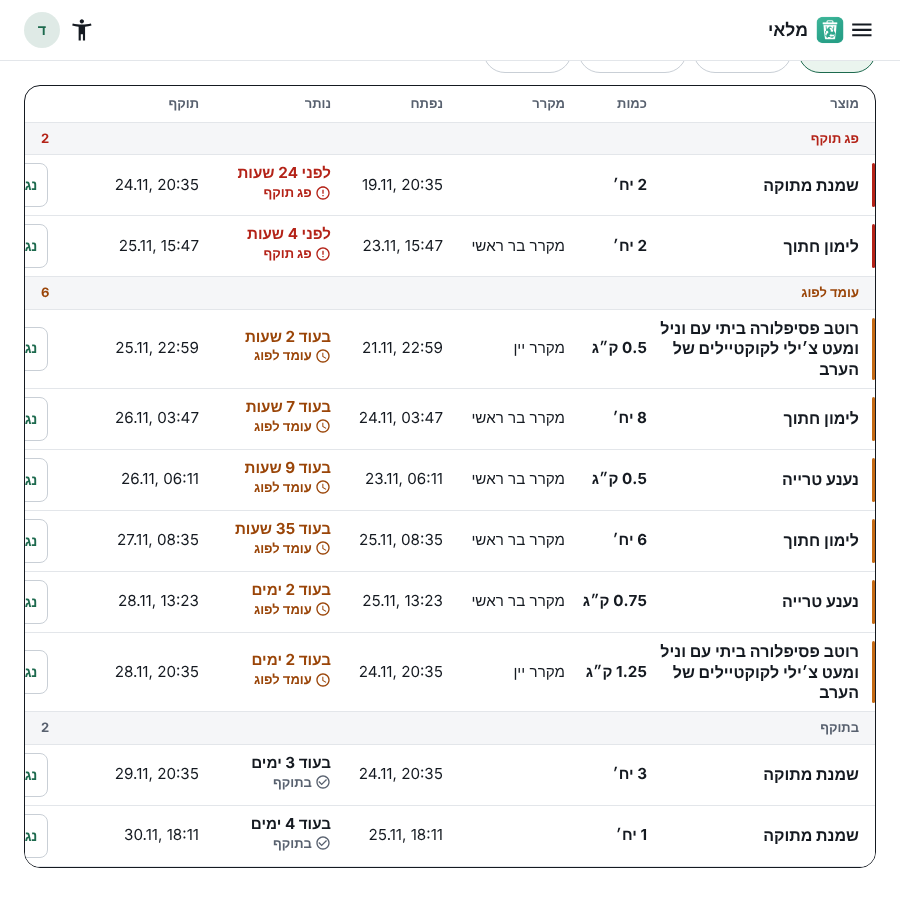 מלאי
ד
מוצר כמות מקרר נפתח נותר תוקף
פג תוקף 2
שמנת מתוקה 2 יח׳ 19.11, 20:35 לפני 24 שעות 24.11, 20:35
פג תוקף
לימון חתוך 2 יח׳ מקרר בר ראשי 23.11, 15:47 לפני 4 שעות 25.11, 15:47
פג תוקף
עומד לפוג 6
רוטב פסיפלורה ביתי עם וניל
ומעט צ׳ילי לקוקטיילים של
הערב
0.5 ק״ג מקרר יין 21.11, 22:59 בעוד 2 שעות 25.11, 22:59
עומד לפוג
לימון חתוך 8 יח׳ מקרר בר ראשי 24.11, 03:47 בעוד 7 שעות 26.11, 03:47
עומד לפוג
נענע טרייה 0.5 ק״ג מקרר בר ראשי 23.11, 06:11 בעוד 9 שעות 26.11, 06:11
עומד לפוג
לימון חתוך 6 יח׳ מקרר בר ראשי 25.11, 08:35 בעוד 35 שעות 27.11, 08:35
עומד לפוג
נענע טרייה 0.75 ק״ג מקרר בר ראשי 25.11, 13:23 בעוד 2 ימים 28.11, 13:23
עומד לפוג
רוטב פסיפלורה ביתי עם וניל
ומעט צ׳ילי לקוקטיילים של
הערב
1.25 ק״ג מקרר יין 24.11, 20:35 בעוד 2 ימים 28.11, 20:35
עומד לפוג
בתוקף 2
שמנת מתוקה 3 יח׳ 24.11, 20:35 בעוד 3 ימים 29.11, 20:35
בתוקף
שמנת מתוקה 1 יח׳ 25.11, 18:11 בעוד 4 ימים 30.11, 18:11
בתוקף